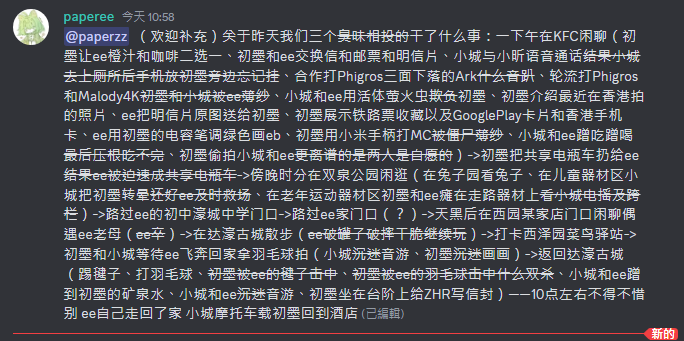 paperee 今天 10:58
@paperzz （欢迎补充）关于昨天我们三个臭味相投的干了什么事：一下午在KFC闲聊（初
墨让ee橙汁和咖啡二选一、初墨和ee交换信和邮票和明信片、小城与小昕语音通话结果小城
去上厕所后手机放初墨旁边忘记挂、合作打Phigros三面下落的Ark什么音趴、轮流打Phigros
和Malody4K初墨和小城被ee薄纱、小城和ee用活体萤火虫欺负初墨、初墨介绍最近在香港拍
的照片、ee把明信片原图送给初墨、初墨展示铁路票收藏以及GooglePlay卡片和香港手机
卡、ee用初墨的电容笔调绿色画eb、初墨用小米手柄打MC被僵尸薄纱、小城和ee蹭吃蹭喝
最后压根吃不完、初墨偷拍小城和ee更离谱的是两人是自愿的）->初墨把共享电瓶车扔给ee
结果ee被迫速成共享电瓶车->傍晚时分在双泉公园闲逛（在兔子园看兔子、在儿童器材区小
城把初墨转晕还好ee及时救场、在老年运动器材区初墨和ee瘫在走路器材上看小城电摇及跨
栏）->路过ee的初中濠城中学门口->路过ee家门口（？）->天黑后在西园某家店门口闲聊偶
遇ee老母（ee卒）->在达濠古城散步（ee破罐子破摔干脆继续玩）->打卡西泽园菜鸟驿站->
初墨和小城等待ee飞奔回家拿羽毛球拍（小城沉迷音游、初墨沉迷画画）->返回达濠古城
（踢毽子、打羽毛球、初墨被ee的毽子击中、初墨被ee的羽毛球击中什么双杀、小城和ee蹭
到初墨的矿泉水、小城和ee沉迷音游、初墨坐在台阶上给ZHR写信封）——10点左右不得不惜
别 ee自己走回了家 小城摩托车载初墨回到酒店 (已編輯)
新的